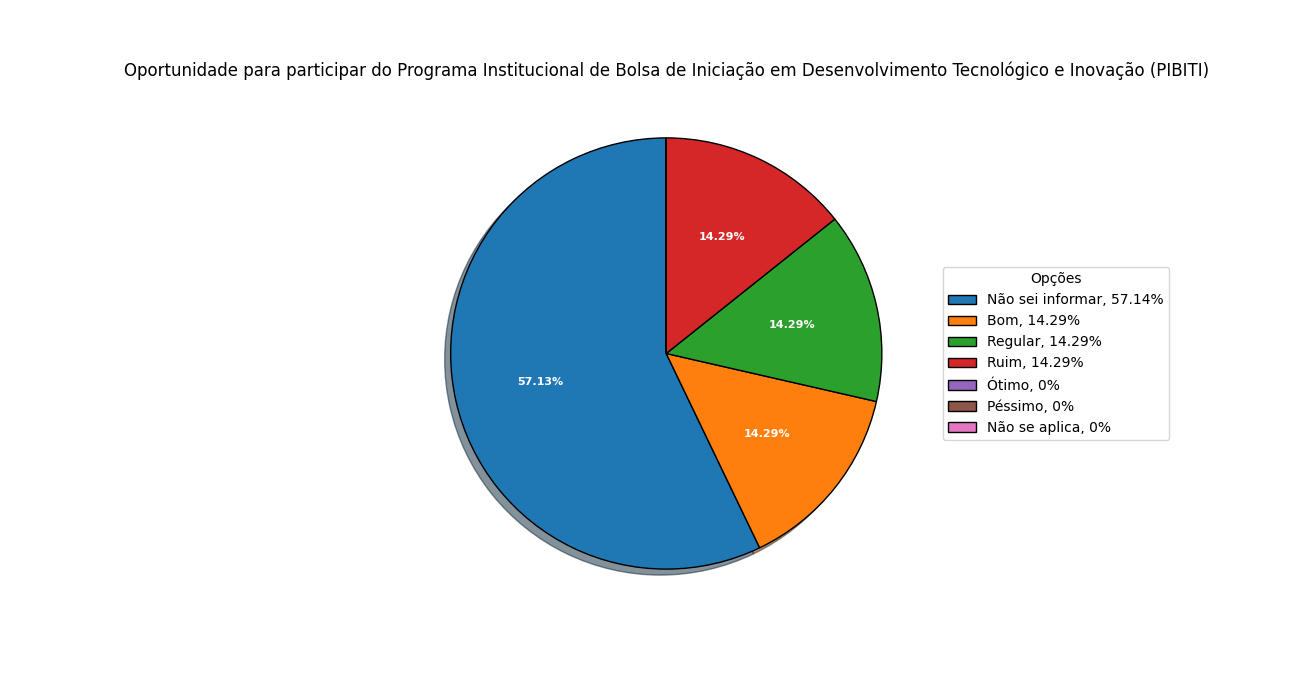 Oportunidade para participar do Programa Institucional de Bolsa de Iniciação em Desenvolvimento Tecnológico e Inovação (PIBITI)
14.29%
14.29%
57.13%
14.29%
Opções
Não sei informar, 57.14%
Bom, 14.29%
Regular, 14.29%
Ruim, 14.29%
Ótimo, 0%
Péssimo, 0%
Não se aplica, 0%